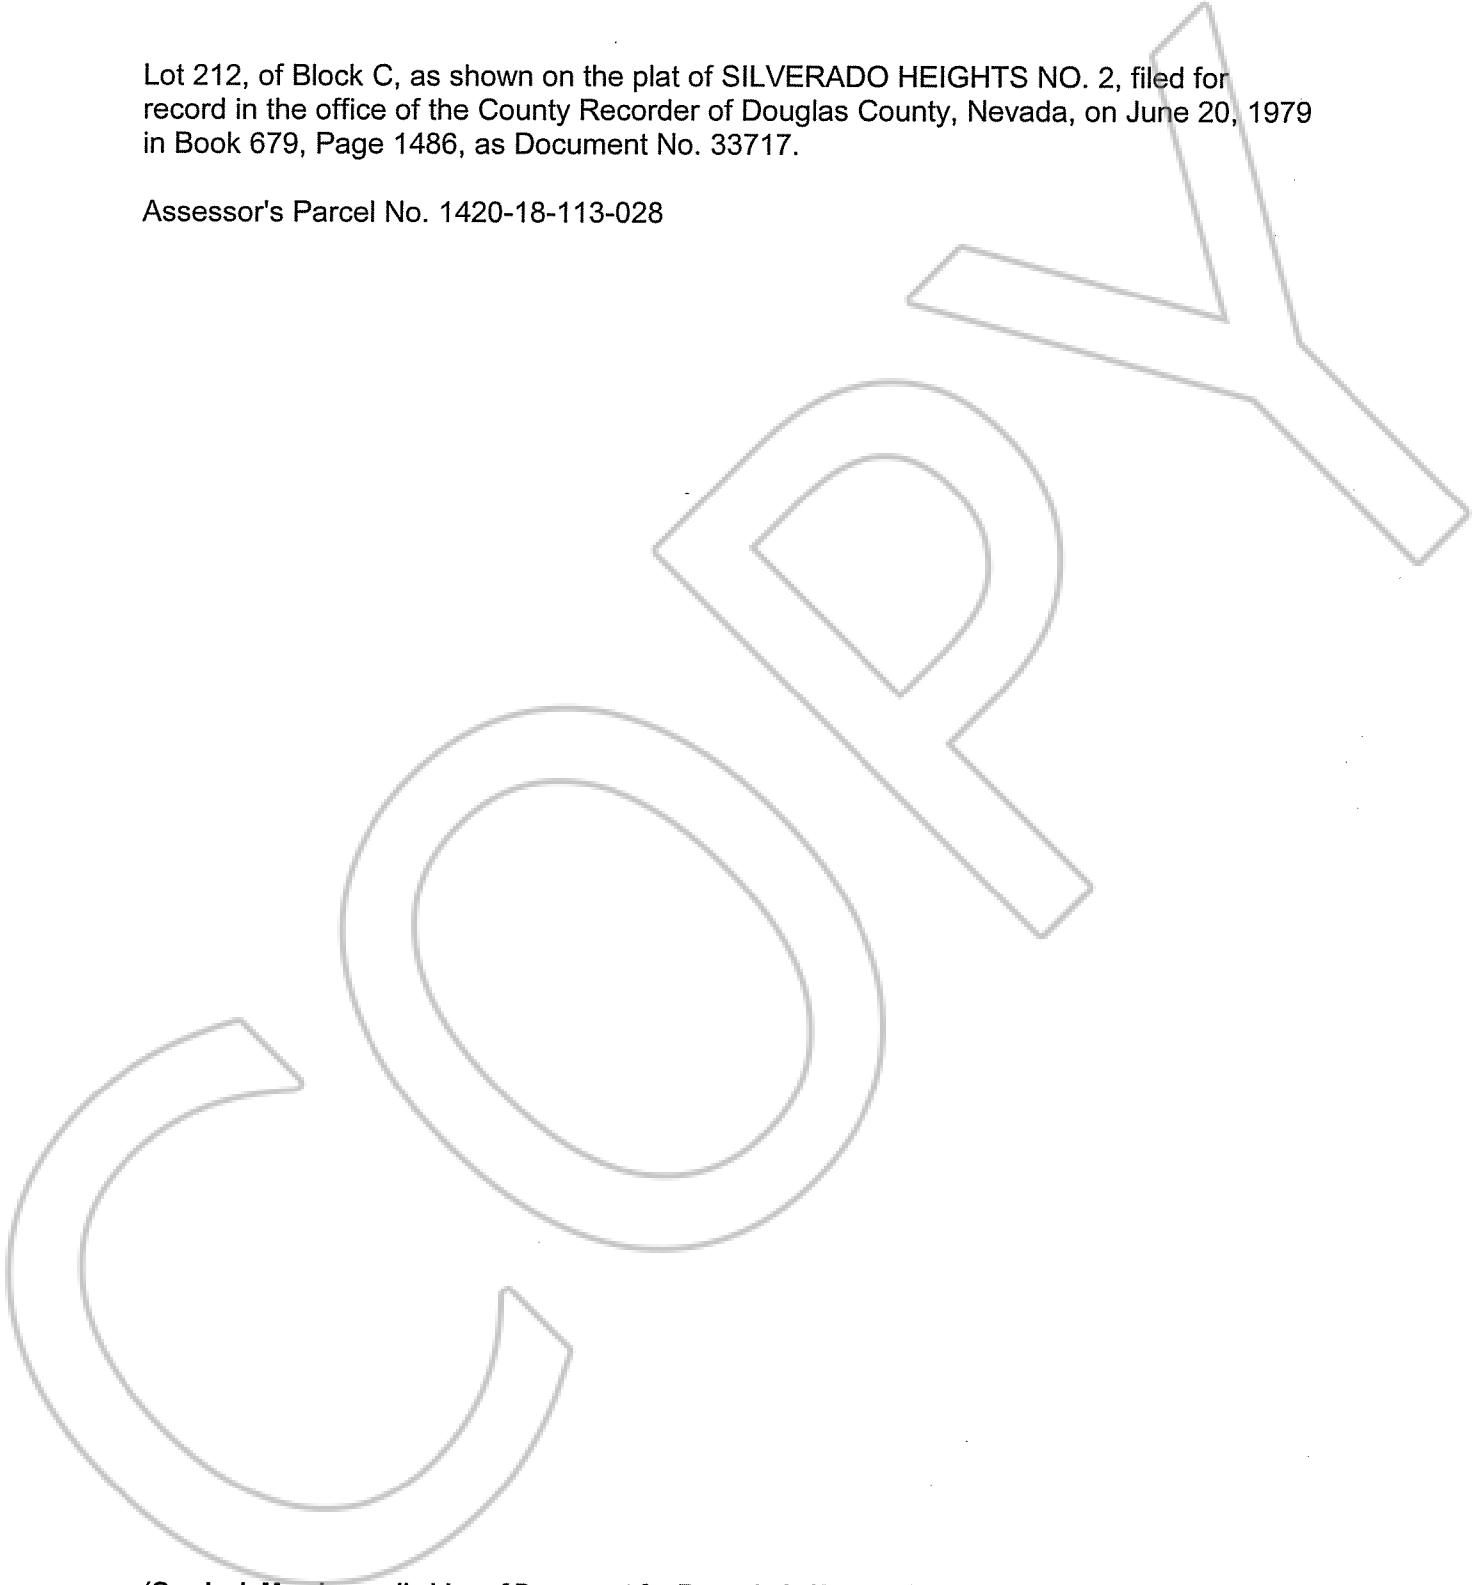 Lot 212, of Block C, as shown on the plat of SILVERADO HEIGHTS NO. 2, filed for
record in the office of the County Recorder of Douglas County, Nevada, on June 20, 1979
in Book 679, Page 1486, as Document No. 33717.
Assessor's Parcel No. 1420-18-113-028
COPY